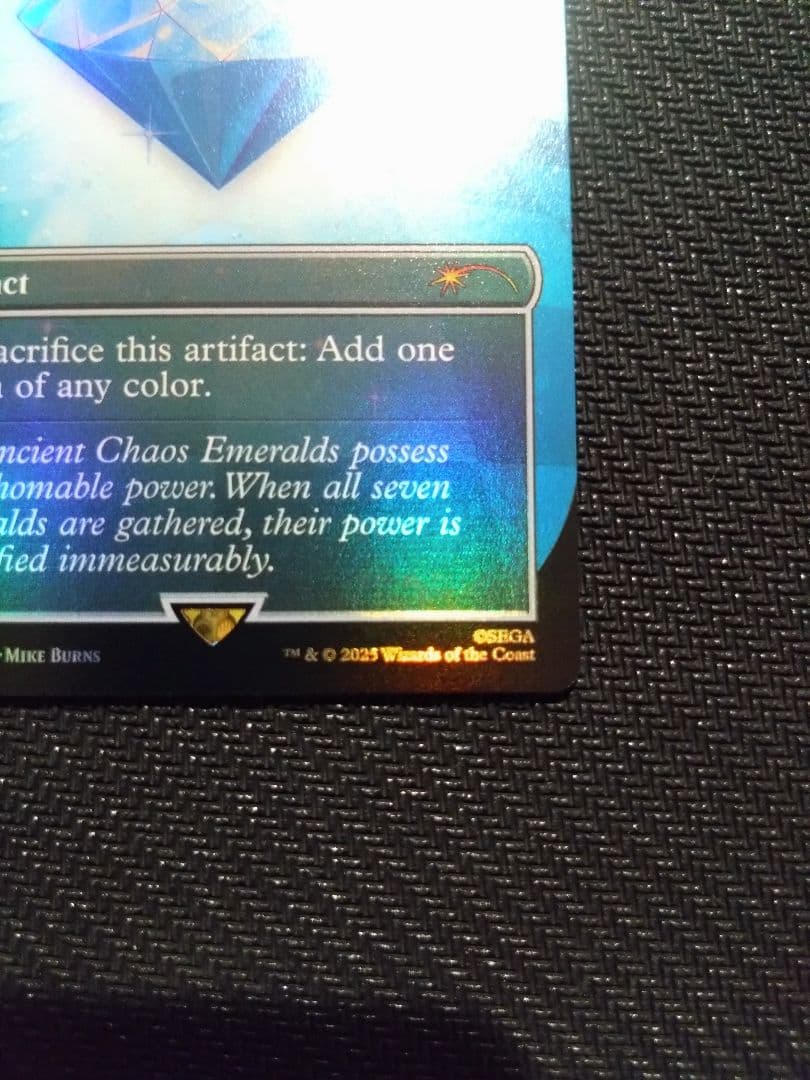 act
acrifice this artifact: Add one
of any color.
ncient Chaos Emeralds possess
homable power. When all seven
alds are gathered, their power is
fied immeasurably.
©SEGA
MIKE BURNS
™ & © 2025 Wizards of the Coast